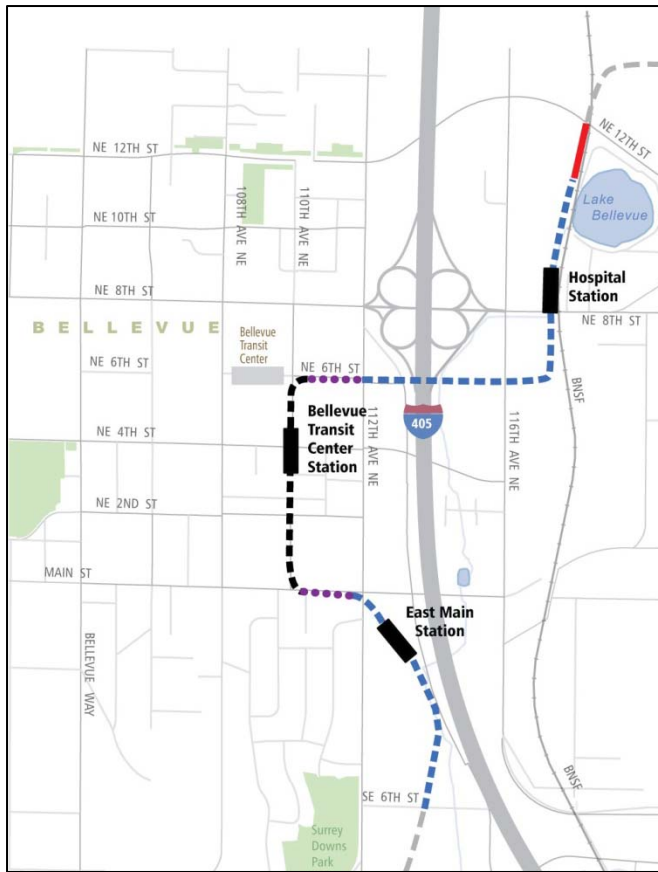 NE 12TH ST
NE 12TH ST
108TH AVE NE
110TH AVE NE
Lake
Bellevue
NE 10TH ST
Hospital
Station
NE 8TH ST
NE 8TH ST
BELLEVUE
Bellevue
Transit
Center
NE 6TH ST
NE 6TH ST
BNSF
Bellevue
Transit
Center
Station
112TH AVE NE
405
116TH AVE NE
NE 4TH ST
NE 2ND ST
MAIN ST
East Main
Station
BELLEVUE WAY
BNSF
SE 6TH ST
Surrey
Downs
Park